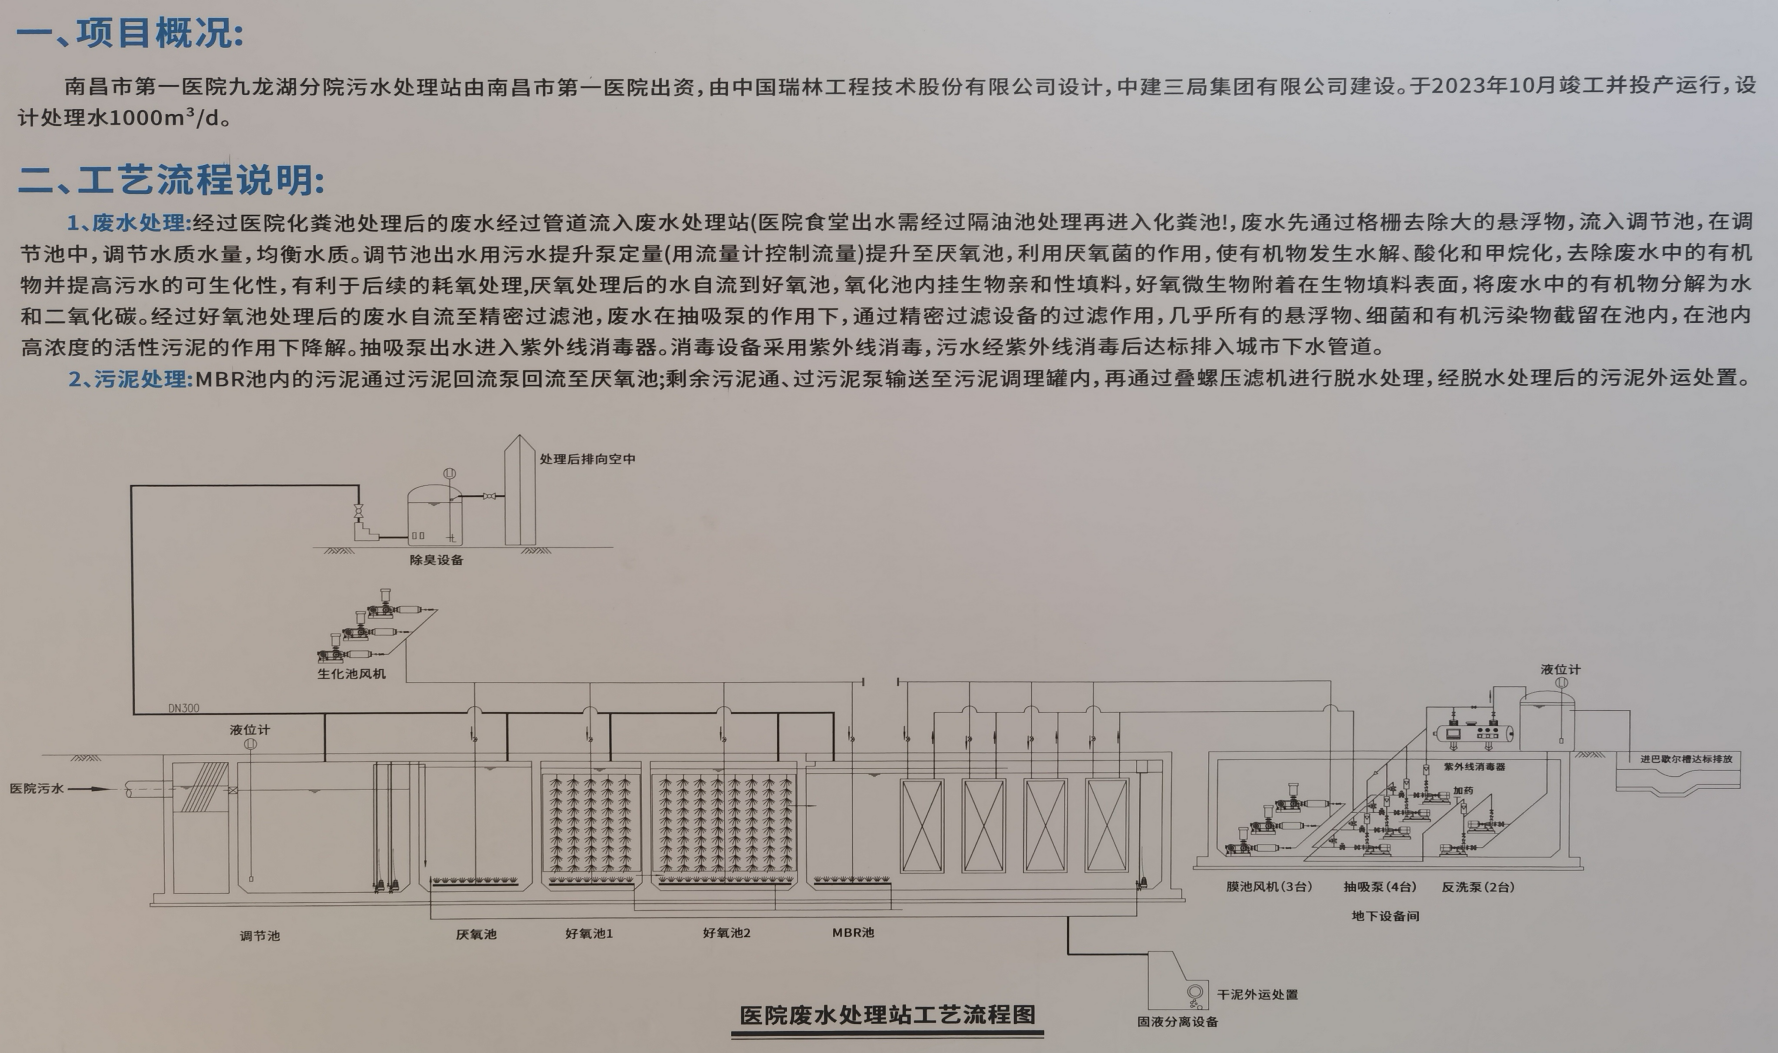 一、项目概况:
南昌市第一医院九龙湖分院污水处理站由南昌市第一医院出资,由中国瑞林工程技术股份有限公司设计,中建三局集团有限公司建设。于2023年10月竣工并投产运行,设
计处理水1000m³/d。
二、工艺流程说明:
1、废水处理:经过医院化粪池处理后的废水经过管道流入废水处理站(医院食堂出水需经过隔油池处理再进入化粪池!,废水先通过格栅去除大的悬浮物,流入调节池,在调
节池中,调节水质水量,均衡水质。调节池出水用污水提升泵定量(用流量计控制流量)提升至厌氧池,利用厌氧菌的作用,使有机物发生水解、酸化和甲烷化,去除废水中的有机
物并提高污水的可生化性,有利于后续的耗氧处理,厌氧处理后的水自流到好氧池,氧化池内挂生物亲和性填料,好氧微生物附着在生物填料表面,将废水中的有机物分解为水
和二氧化碳。经过好氧池处理后的废水自流至精密过滤池,废水在抽吸泵的作用下,通过精密过滤设备的过滤作用,几乎所有的悬浮物、细菌和有机污染物截留在池内,在池内
高浓度的活性污泥的作用下降解。抽吸泵出水进入紫外线消毒器。消毒设备采用紫外线消毒,污水经紫外线消毒后达标排入城市下水管道。
2、污泥处理:MBR池内的污泥通过污泥回流泵回流至厌氧池;剩余污泥通、过污泥泵输送至污泥调理罐内,再通过叠螺压滤机进行脱水处理,经脱水处理后的污泥外运处置。
处理后排向空中
除臭设备
生化池风机
液位计
DN300
液位计
医院污水
紫外线消毒器
进巴歇尔槽达标排放
加药
膜池风机(3台)
抽吸泵(4台)
反洗泵(2台)
地下设备间
调节池
厌氧池
好氧池1
好氧池2
MBR池
干泥外运处置
固液分离设备
医院废水处理站工艺流程图